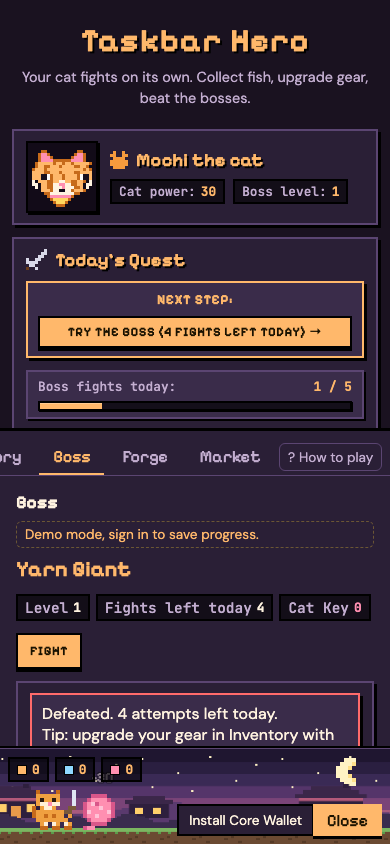 Taskbar Hero
Your cat fights on its own. Collect fish, upgrade gear,
beat the bosses.
Mochi the cat
Cat power: 30 Boss level: 1
Today's Quest
NEXT STEP:
TRY THE BOSS (4 FIGHTS LEFT TODAY) →
Boss fights today: 1 / 5
ry Boss Forge Market ? How to play
Boss
Demo mode, sign in to save progress.
Yarn Giant
Level 1 Fights left today 4 Cat Key 0
FIGHT
Defeated. 4 attempts left today.
Tip: upgrade your gear in Inventory with
0 0 0
Install Core Wallet Close